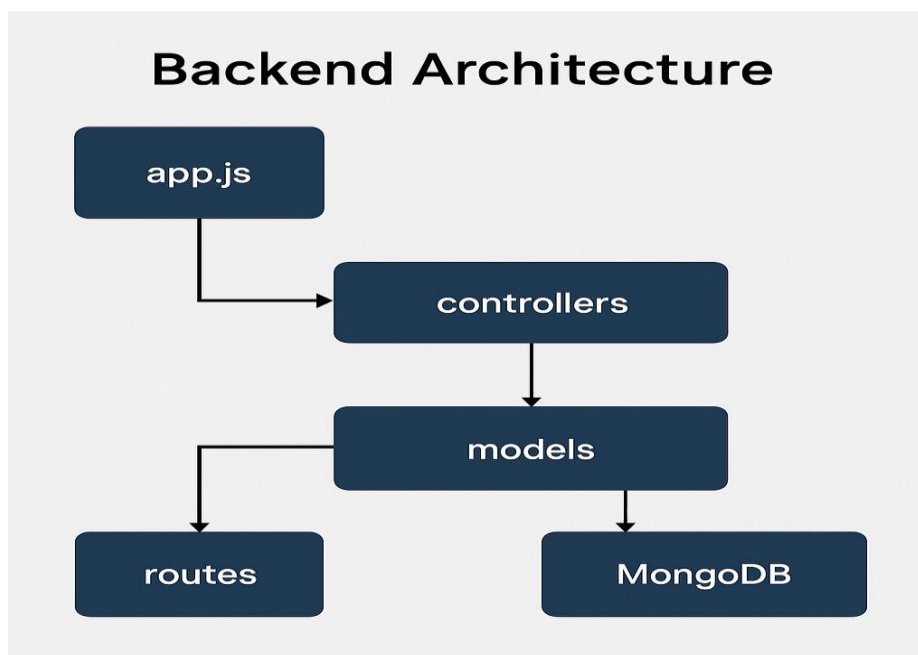 Backend Architecture
app.js
controllers
models
routes
MongoDB